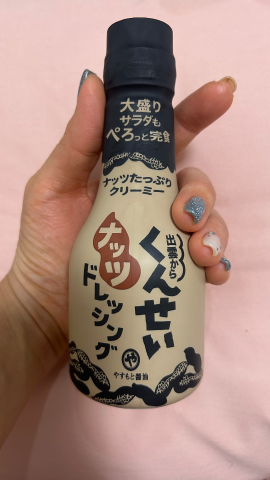 大盛り
サラダも
ぺろっと完食
ナッツたっぷり
クリーミー
出雲から
くんせい
ナッツ
ドレッシング
や
やすもと醤油